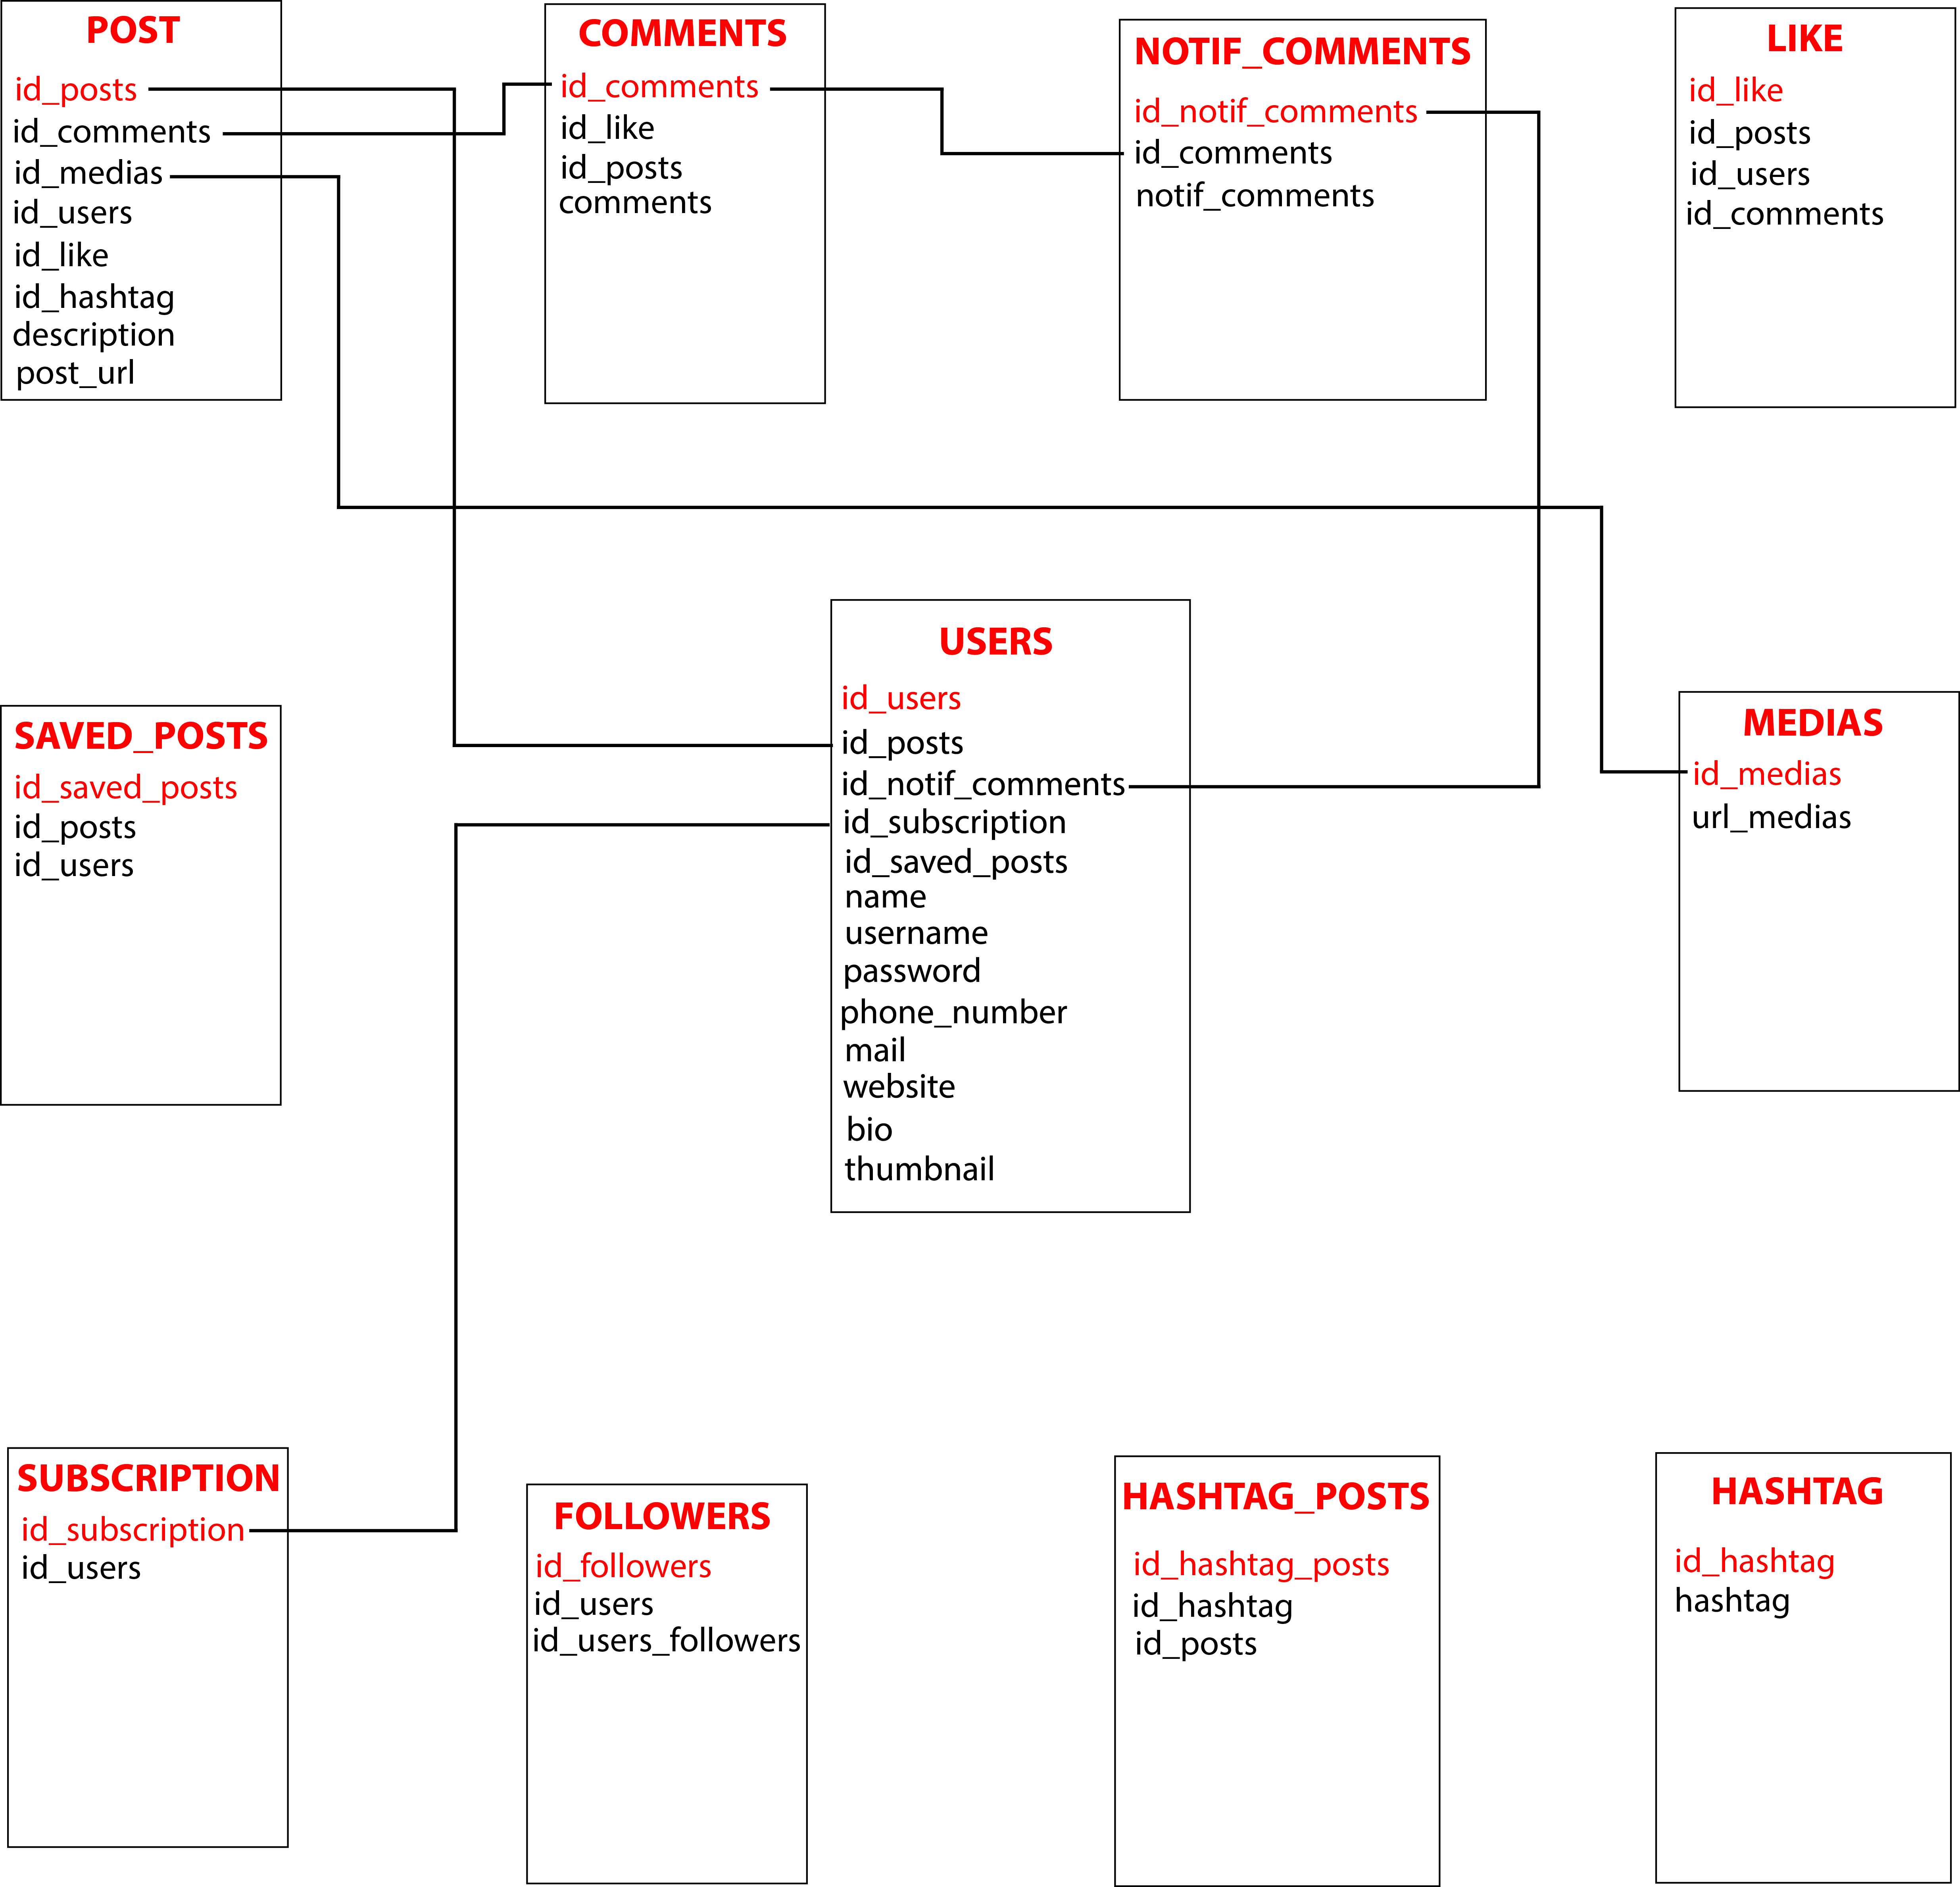 POST
id_posts
id_comments
id_medias
id_users
id_like
id_hashtag
description
post_url
COMMENTS
id_comments
id_like
id_posts
comments
NOTIF_COMMENTS
id_notif_comments
id_comments
notif_comments
LIKE
id_like
id_posts
id_users
id_comments
SAVED_POSTS
id_saved_posts
id_posts
id_users
USERS
id_users
id_posts
id_notif_comments
id_subscription
id_saved_posts
name
username
password
phone_number
mail
website
bio
thumbnail
MEDIAS
id_medias
url_medias
SUBSCRIPTION
id_subscription
id_users
FOLLOWERS
id_followers
id_users
id_users_followers
HASHTAG_POSTS
id_hashtag_posts
id_hashtag
id_posts
HASHTAG
id_hashtag
hashtag